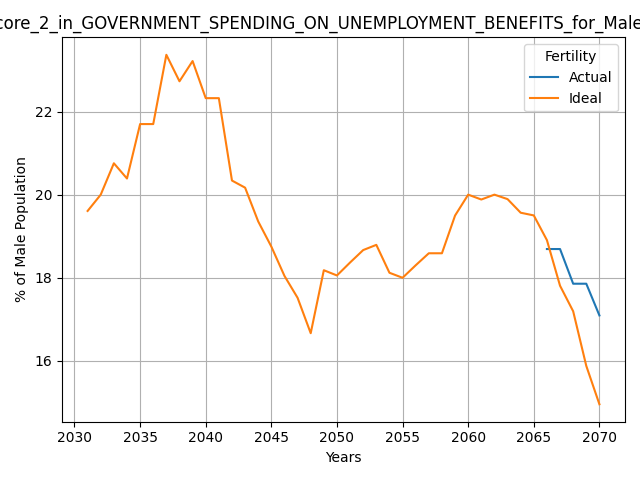 core_2_in_GOVERNMENT_SPENDING_ON_UNEMPLOYMENT_BENEFITS_for_Male
Fertility
Actual
Ideal
% of Male Population
22
20
18
16
2030 2035 2040 2045 2050 2055 2060 2065 2070
Years